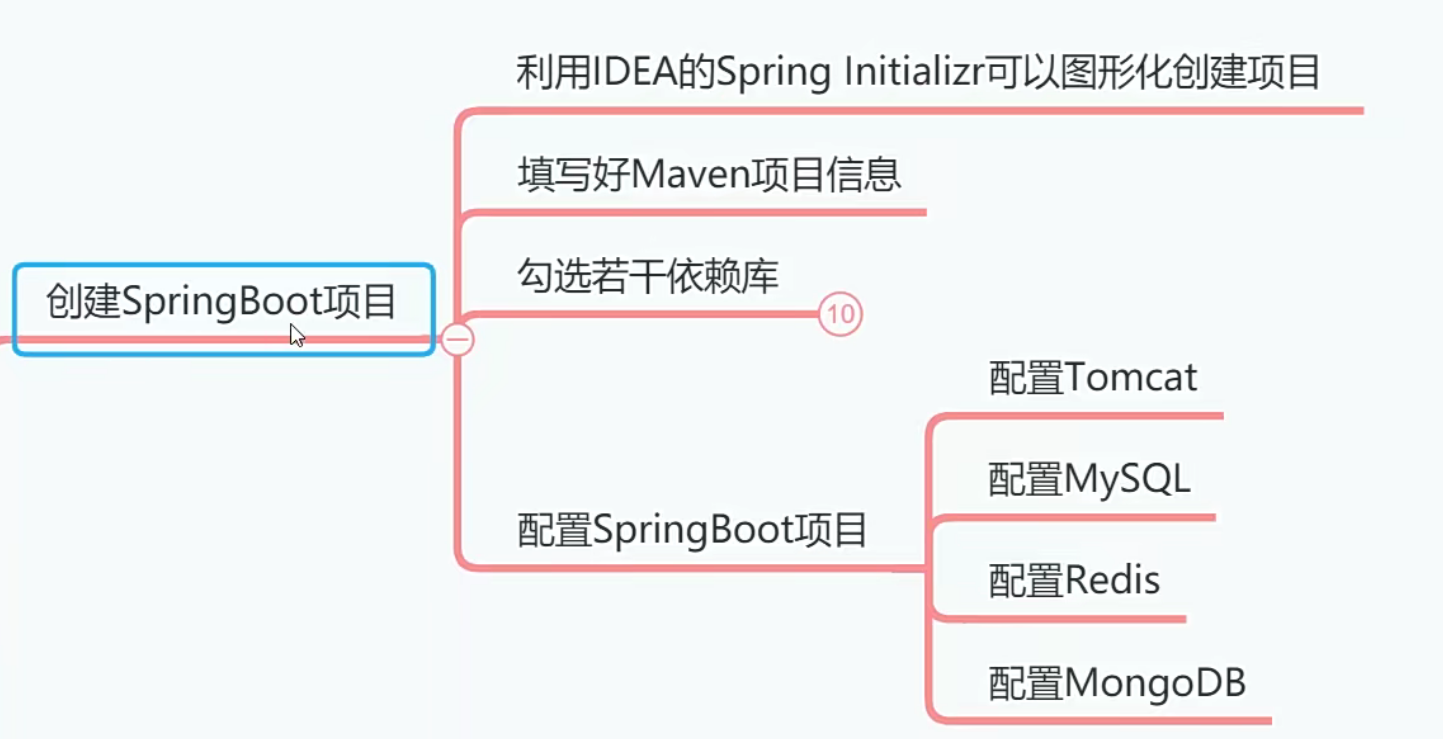 利用IDEA的Spring Initializr可以图形化创建项目
填写好Maven项目信息
勾选若干依赖库
10
创建SpringBoot项目
配置SpringBoot项目
配置Tomcat
配置MySQL
配置Redis
配置MongoDB